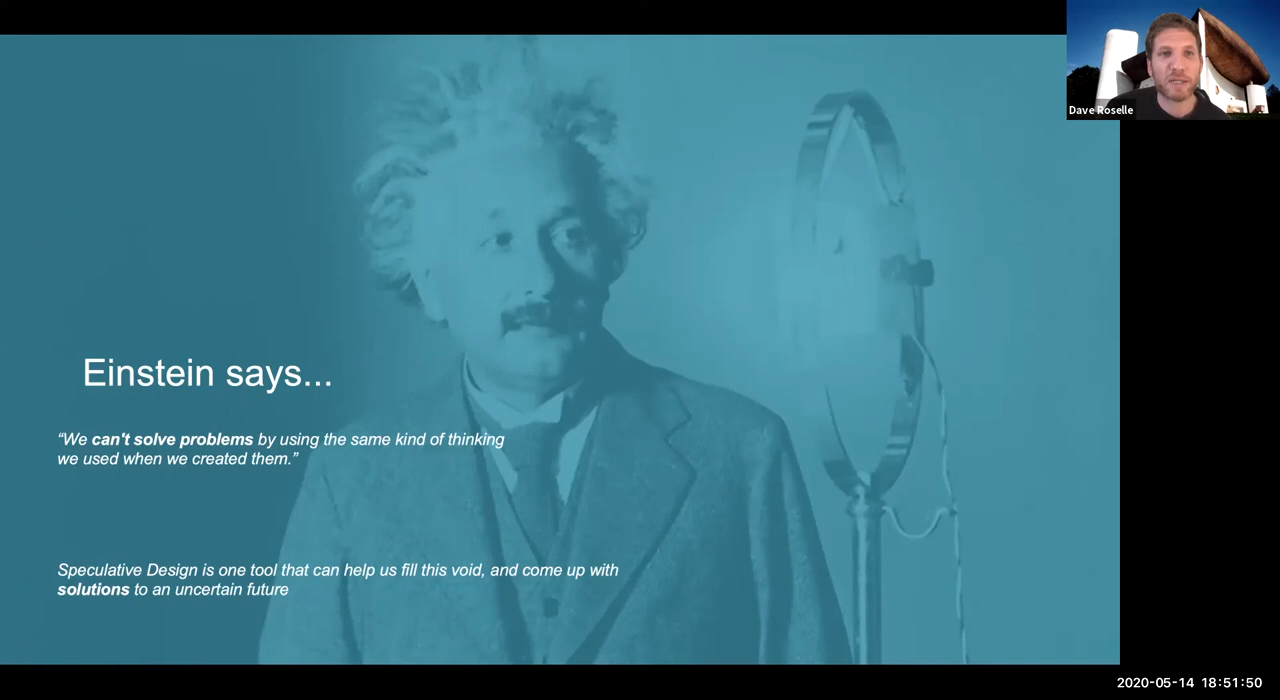 Dave Roselle
Einstein says...
“We can't solve problems by using the same kind of thinking
we used when we created them.”
Speculative Design is one tool that can help us fill this void, and come up with
solutions to an uncertain future
2020-05-14 18:51:50